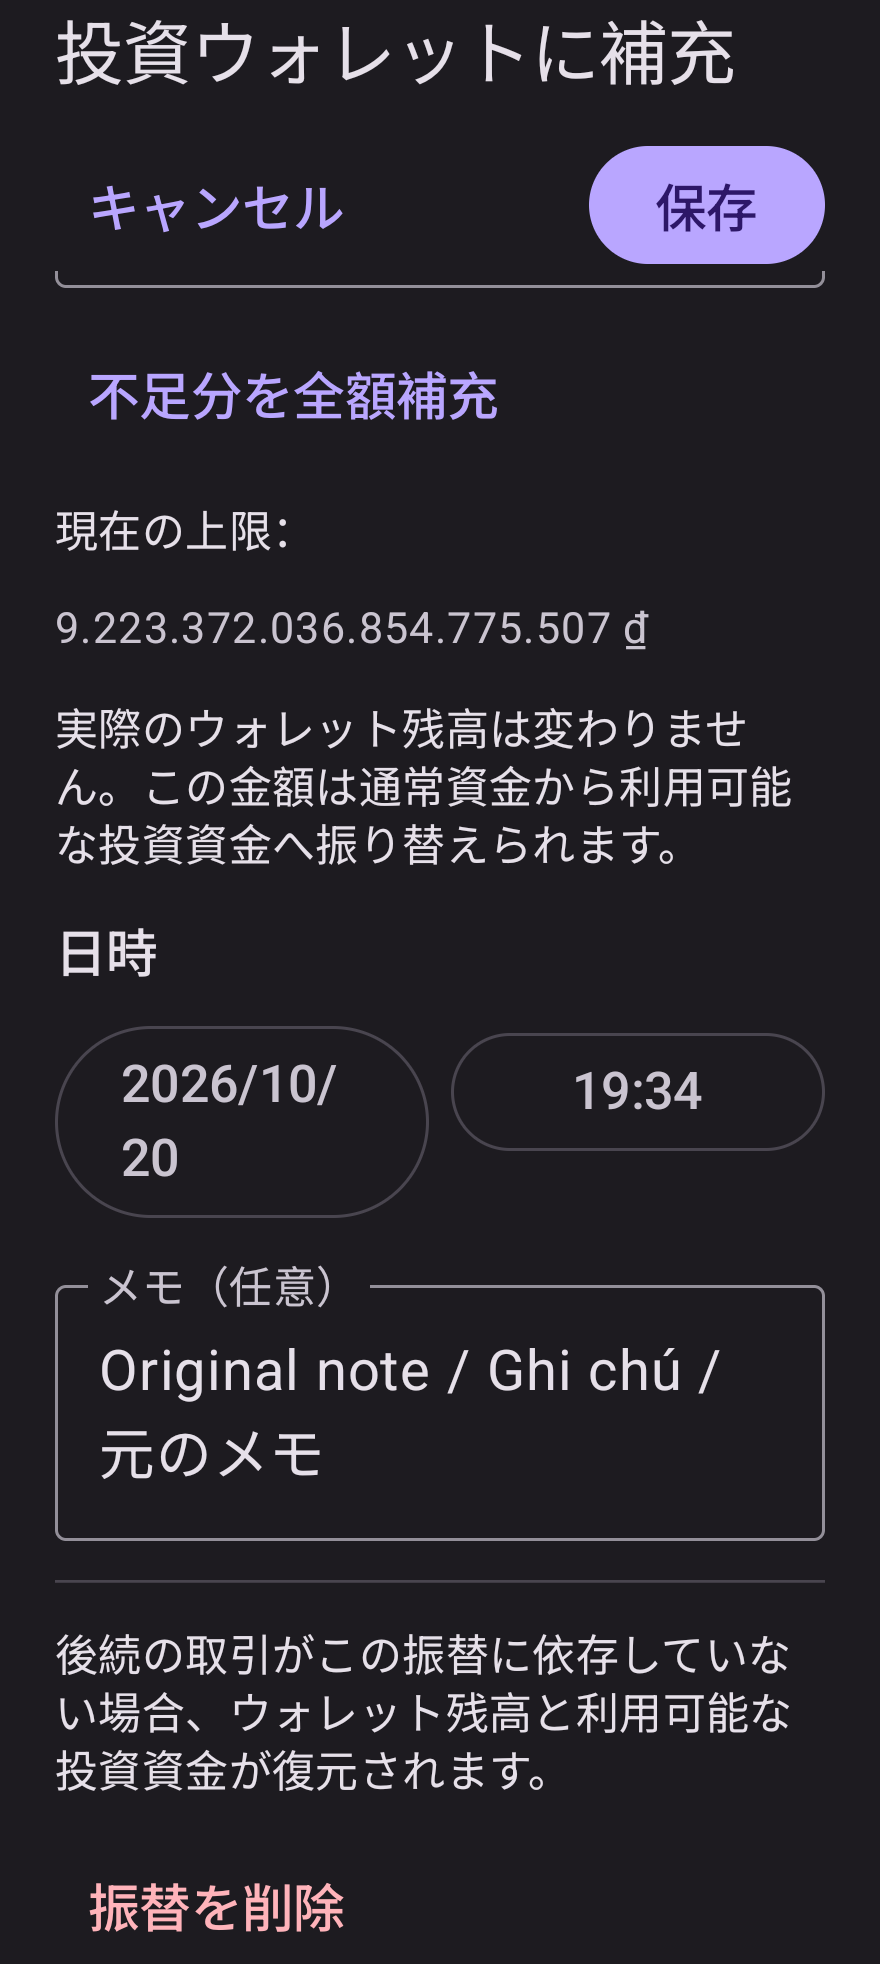 投資ウォレットに補充
キャンセル
保存
不足分を全額補充
現在の上限:
9.223.372.036.854.775.507 ₫
実際のウォレット残高は変わりませ
ん。この金額は通常資金から利用可能
な投資資金へ振り替えられます。
日時
2026/10/
20
19:34
メモ（任意）
Original note / Ghi chú /
元のメモ
後続の取引がこの振替に依存していな
い場合、ウォレット残高と利用可能な
投資資金が復元されます。
振替を削除